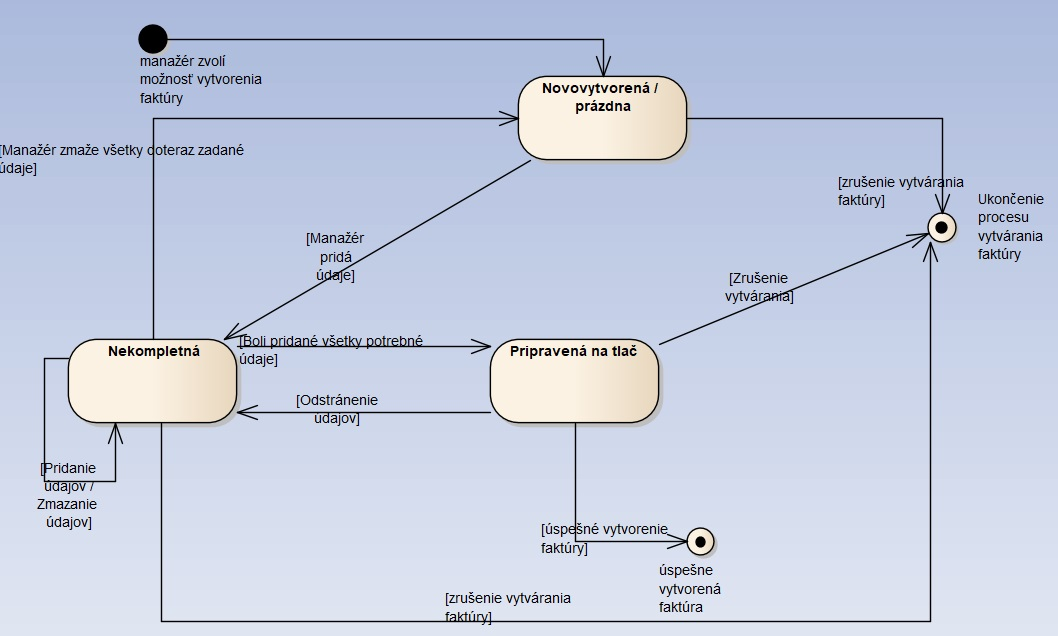 manažér zvolí
možnosť vytvorenia
faktúry
Novovytvorená /
prázdna
[Manažér zmaže všetky doteraz zadané
údaje]
[zrušenie vytvárania
faktúry]
Ukončenie
procesu
vytvárania
faktúry
[Manažér
pridá
údaje]
[Zrušenie
vytvárania]
Nekompletná
[Boli pridané všetky potrebné
údaje]
Pripravená na tlač
[Odstránenie
údajov]
[Pridanie
údajov /
Zmazanie
údajov]
[úspešné vytvorenie
faktúry]
úspešne
vytvorená
faktúra
[zrušenie vytvárania
faktúry]